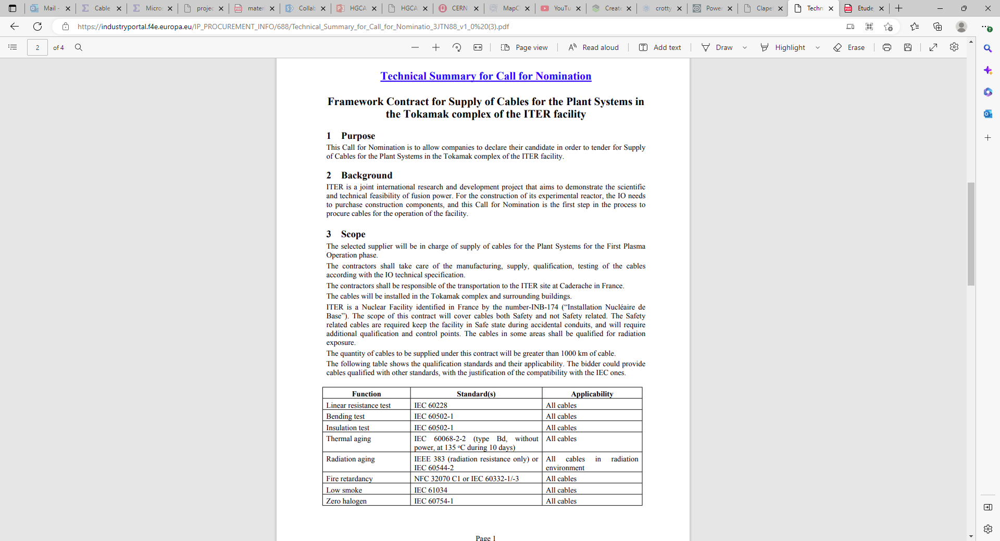 Mail -
Cable
Micro
projec
mater
Collab
HGCA
HGCA
CERN
MapC
YouTu
Create
crotty
Power
Clape
Techn
Etude
https://industryportal.f4e.europa.eu/IP_PROCUREMENT_INFO/688/Technical_Summary_for_Call_for_Nominatio_3JTN88_v1_0%20(3).pdf
2 of 4 Page view Read aloud Add text Draw Highlight Erase
Technical Summary for Call for Nomination
Framework Contract for Supply of Cables for the Plant Systems in
the Tokamak complex of the ITER facility
1 Purpose
This Call for Nomination is to allow companies to declare their candidate in order to tender for Supply
of Cables for the Plant Systems in the Tokamak complex of the ITER facility.
2 Background
ITER is a joint international research and development project that aims to demonstrate the scientific
and technical feasibility of fusion power. For the construction of its experimental reactor, the IO needs
to purchase construction components, and this Call for Nomination is the first step in the process to
procure cables for the operation of the facility.
3 Scope
The selected supplier will be in charge of supply of cables for the Plant Systems for the First Plasma
Operation phase.
The contractors shall take care of the manufacturing, supply, qualification, testing of the cables
according with the IO technical specification.
The contractors shall be responsible of the transportation to the ITER site at Caderache in France.
The cables will be installed in the Tokamak complex and surrounding buildings.
ITER is a Nuclear Facility identified in France by the number-INB-174 (“Installation Nucléaire de
Base”). The scope of this contract will cover cables both Safety and not Safety related. The Safety
related cables are required keep the facility in Safe state during accidental conduits, and will require
additional qualification and control points. The cables in some areas shall be qualified for radiation
exposure.
The quantity of cables to be supplied under this contract will be greater than 1000 km of cable.
The following table shows the qualification standards and their applicability. The bidder could provide
cables qualified with other standards, with the justification of the compatibility with the IEC ones.
Function Standard(s) Applicability
Linear resistance test IEC 60228 All cables
Bending test IEC 60502-1 All cables
Insulation test IEC 60502-1 All cables
Thermal aging IEC 60068-2-2 (type Bd, without All cables
power, at 135 ºC during 10 days)
Radiation aging IEEE 383 (radiation resistance only) or All cables in radiation
IEC 60544-2 environment
Fire retardancy NFC 32070 C1 or IEC 60332-1/-3 All cables
Low smoke IEC 61034 All cables
Zero halogen IEC 60754-1 All cables
Page 1